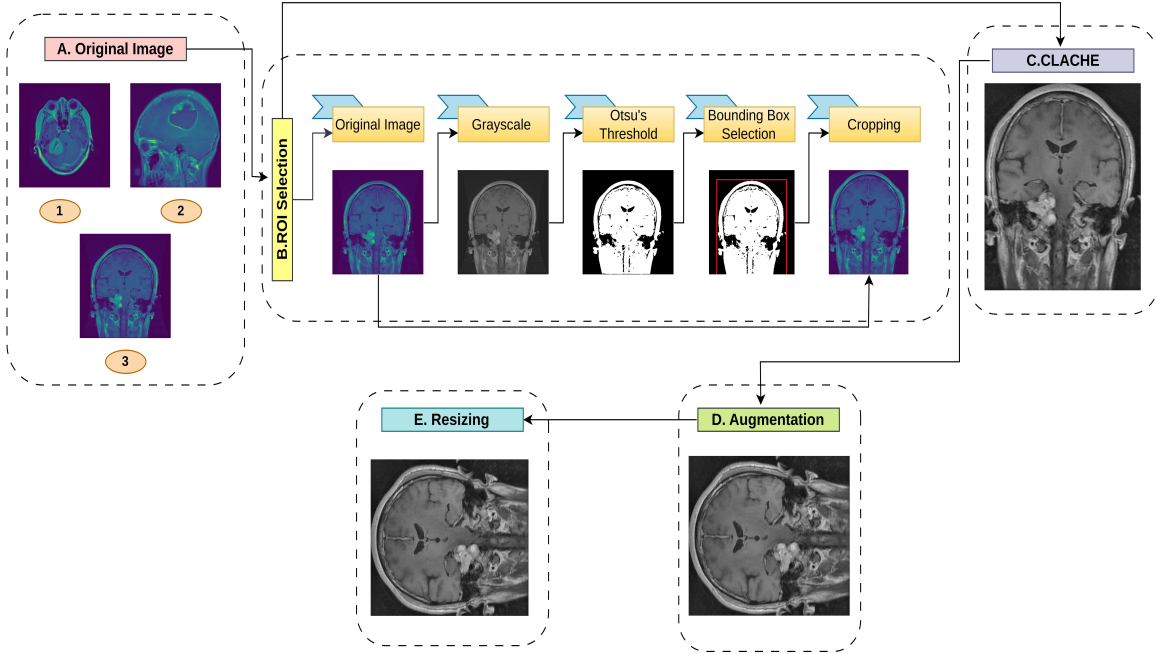 A. Original Image
1
2
3
B.ROI Selection
Original Image
Grayscale
Otsu's
Threshold
Bounding Box
Selection
Cropping
C.CLACHE
D. Augmentation
E. Resizing